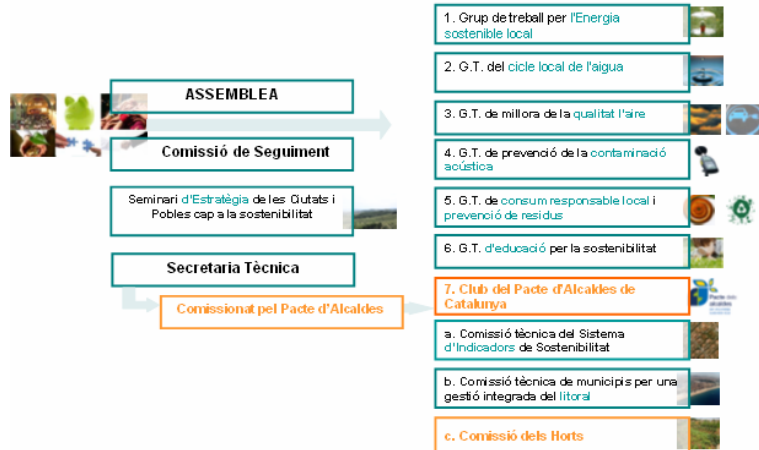 ASSEMBLEA
Comissió de Seguiment
Seminari d'Estratègia de les Ciutats i
Pobles cap a la sostenibilitat
Secretaria Tècnica
Comissionat pel Pacte d'Alcaldes
1. Grup de treball per l'Energia
sostenible local
2. G.T. del cicle local de l'aigua
3. G.T. de millora de la qualitat l'aire
4. G.T. de prevenció de la contaminació
acústica
5. G.T. de consum responsable local i
prevenció de residus
6. G.T. d'educació per la sostenibilitat
7. Club del Pacte d'Alcaldes de
Catalunya
Pacte dels
alcaldes
a. Comissió tècnica del Sistema
d'Indicadors de Sostenibilitat
b. Comissió tècnica de municipis per una
gestió integrada del litoral
c. Comissió dels Horts